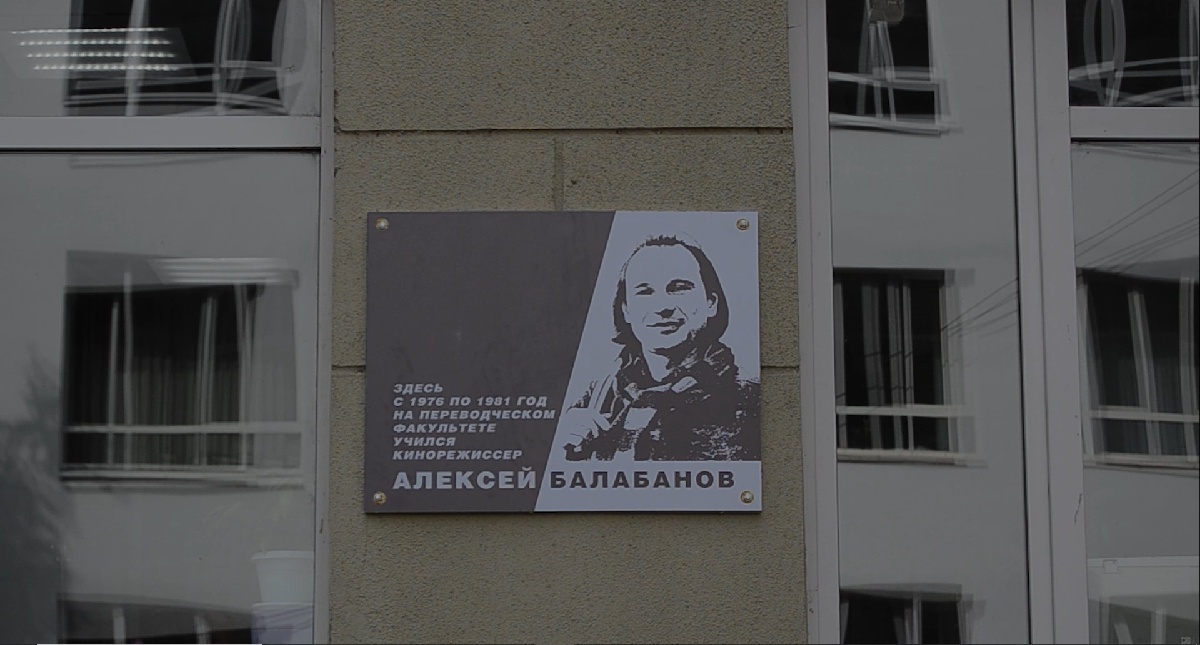 ЗДЕСЬ
С 1976 ПО 1981 ГОД
НА ПЕРЕВОДЧЕСКОМ
ФАКУЛЬТЕТЕ
УЧИЛСЯ
КИНОРЕЖИССЕР
АЛЕКСЕЙ БАЛАБАНОВ